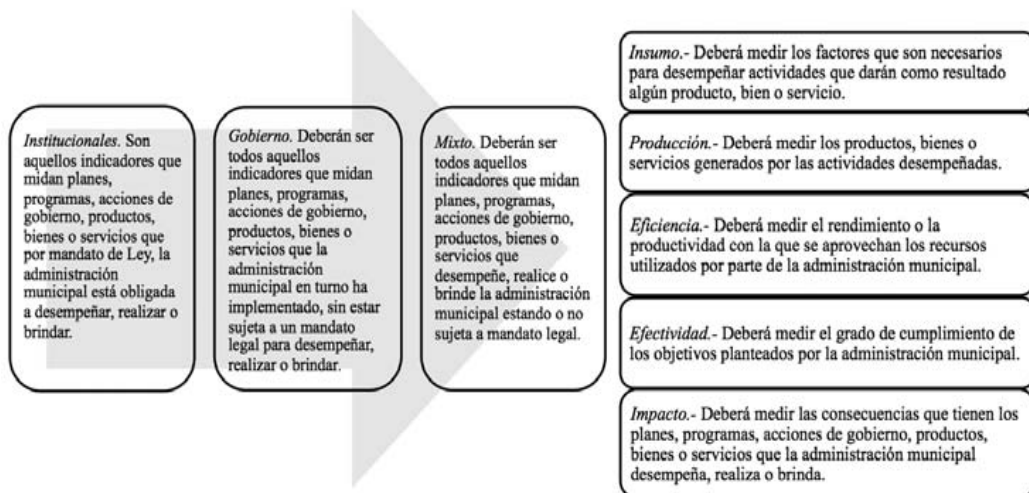 Institucionales. Son
aquellos indicadores que
midan planes,
programas, acciones de
gobierno, productos,
bienes o servicios que
por mandato de Ley, la
administración
municipal está obligada
a desempeñar, realizar o
brindar.
Gobierno. Deberán ser
todos aquellos
indicadores que midan
planes, programas,
acciones de gobierno,
productos, bienes o
servicios que la
administración
municipal en turno ha
implementado, sin estar
sujeta a un mandato
legal para desempeñar,
realizar o brindar.
Mixto. Deberán ser
todos aquellos
indicadores que midan
planes, programas,
acciones de gobierno,
productos, bienes o
servicios que
desempeñe, realice o
brinde la administración
municipal estando o no
sujeta a mandato legal.
Insumo.- Deberá medir los factores que son necesarios
para desempeñar actividades que darán como resultado
algún producto, bien o servicio.
Producción.- Deberá medir los productos, bienes o
servicios generados por las actividades desempeñadas.
Eficiencia.- Deberá medir el rendimiento o la
productividad con la que se aprovechan los recursos
utilizados por parte de la administración municipal.
Efectividad.- Deberá medir el grado de cumplimiento de
los objetivos planteados por la administración municipal.
Impacto.- Deberá medir las consecuencias que tienen los
planes, programas, acciones de gobierno, productos,
bienes o servicios que la administración municipal
desempeña, realiza o brinda.